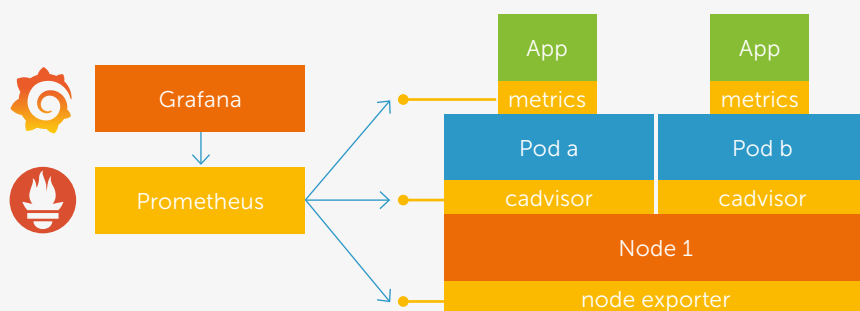 App
App
Grafana
metrics
metrics
Pod a
Pod b
Prometheus
cadvisor
cadvisor
Node 1
node exporter